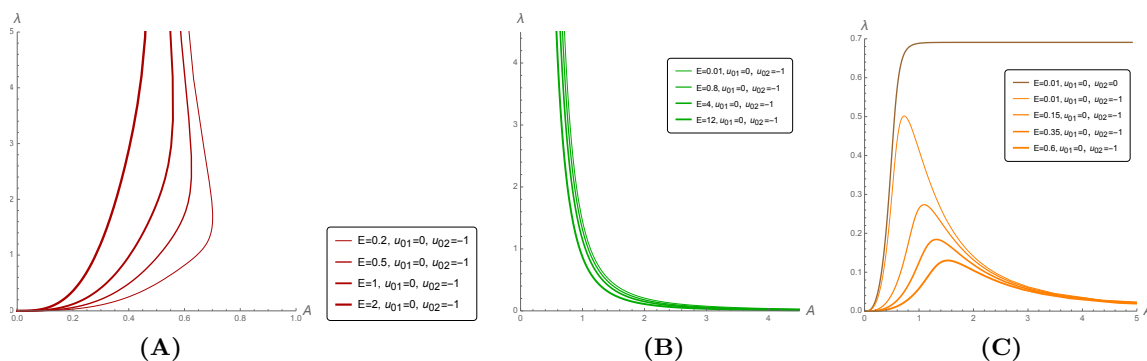 λ
5
4
3
2
1
0
0.0
0.2
0.4
0.6
0.8
1.0
A
E=0.2, u01=0, u02=-1
E=0.5, u01=0, u02=-1
E=1, u01=0, u02=-1
E=2, u01=0, u02=-1
(A)
λ
4
3
2
1
0
0
1
2
3
4
A
E=0.01, u01=0, u02=-1
E=0.8, u01=0, u02=-1
E=4, u01=0, u02=-1
E=12, u01=0, u02=-1
(B)
λ
0.7
0.6
0.5
0.4
0.3
0.2
0.1
0.0
0
1
2
3
4
5
A
E=0.01, u01=0, u02=0
E=0.01, u01=0, u02=-1
E=0.15, u01=0, u02=-1
E=0.35, u01=0, u02=-1
E=0.6, u01=0, u02=-1
(C)